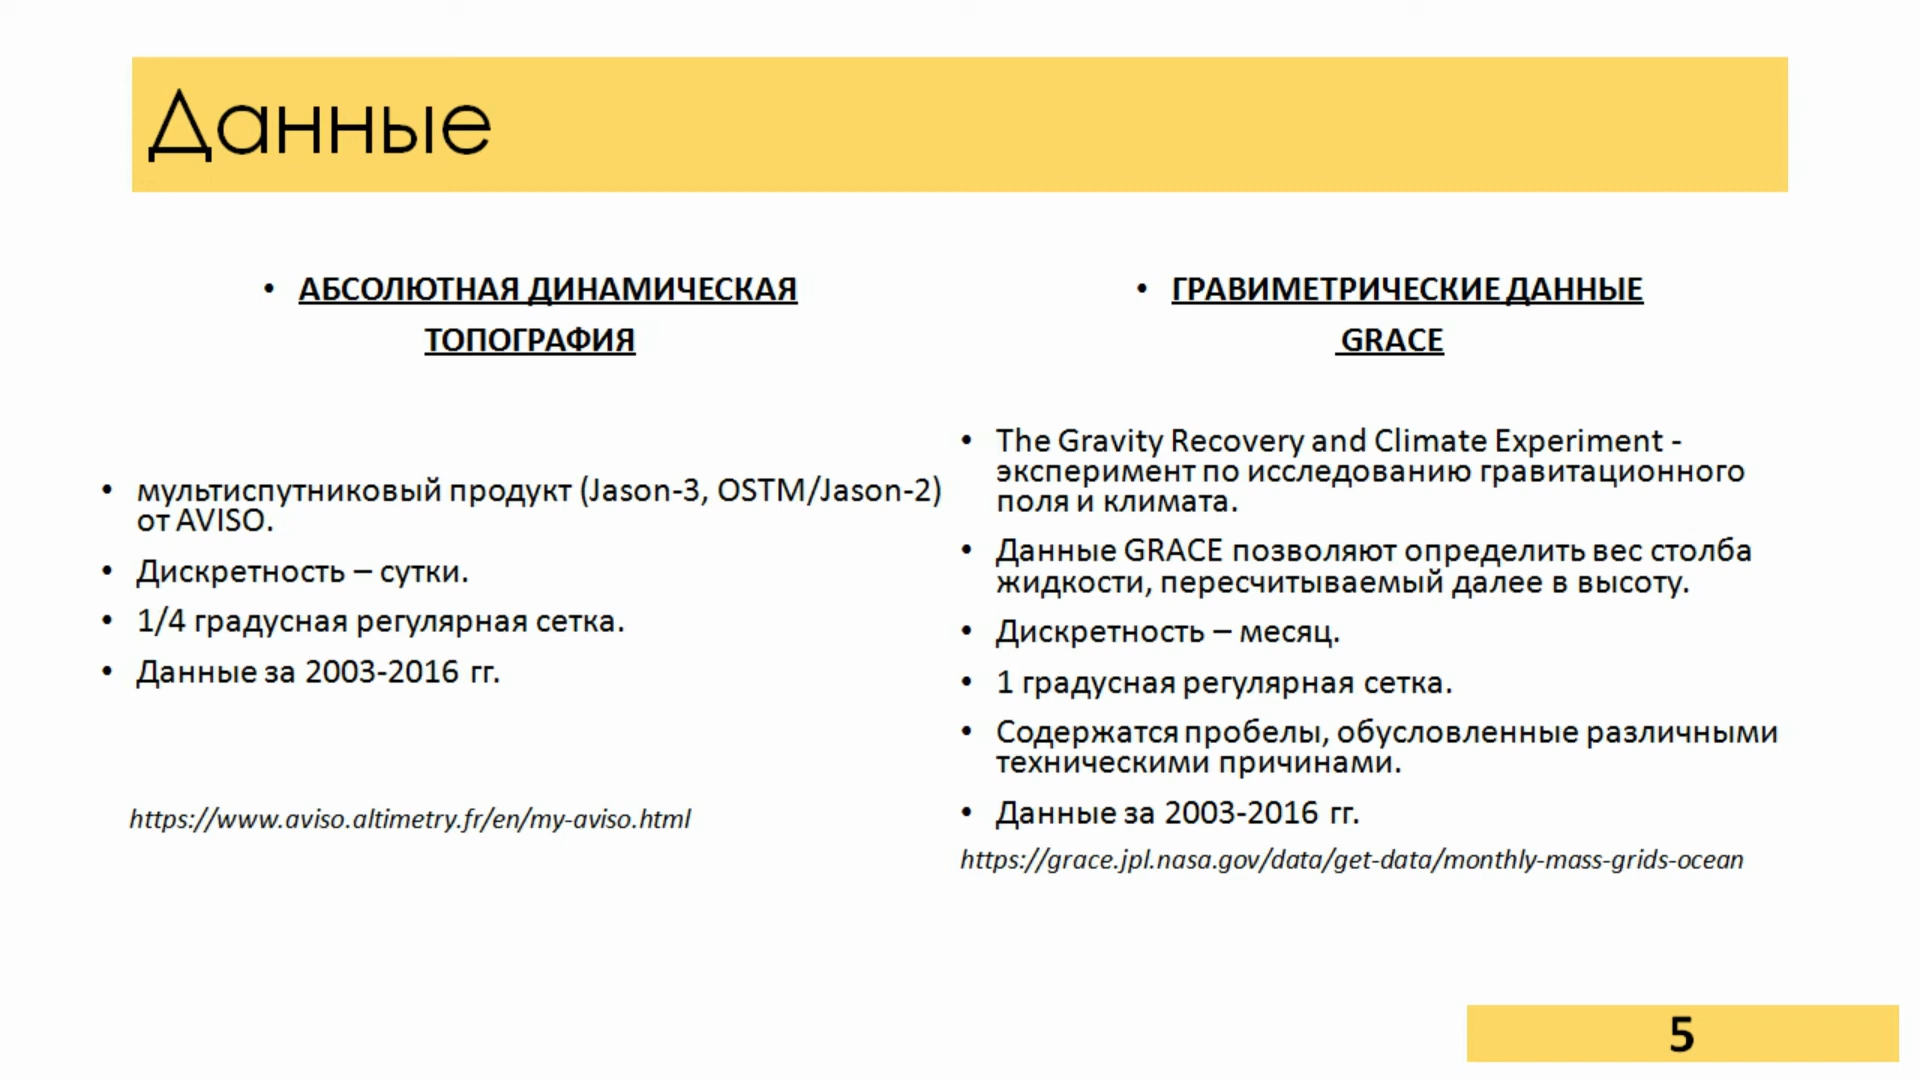 Данные
• АБСОЛЮТНАЯ ДИНАМИЧЕСКАЯ
ТОПОГРАФИЯ
• мультиспутниковый продукт (Jason-3, OSTM/Jason-2)
от AVISO.
• Дискретность – сутки.
• 1/4 градусная регулярная сетка.
• Данные за 2003-2016 гг.
https://www.aviso.altimetry.fr/en/my-aviso.html
• ГРАВИМЕТРИЧЕСКИЕ ДАННЫЕ
GRACE
• The Gravity Recovery and Climate Experiment -
эксперимент по исследованию гравитационного
поля и климата.
• Данные GRACE позволяют определить вес столба
жидкости, пересчитываемый далее в высоту.
• Дискретность – месяц.
• 1 градусная регулярная сетка.
• Содержатся пробелы, обусловленные различными
техническими причинами.
• Данные за 2003-2016 гг.
https://grace.jpl.nasa.gov/data/get-data/monthly-mass-grids-ocean
5